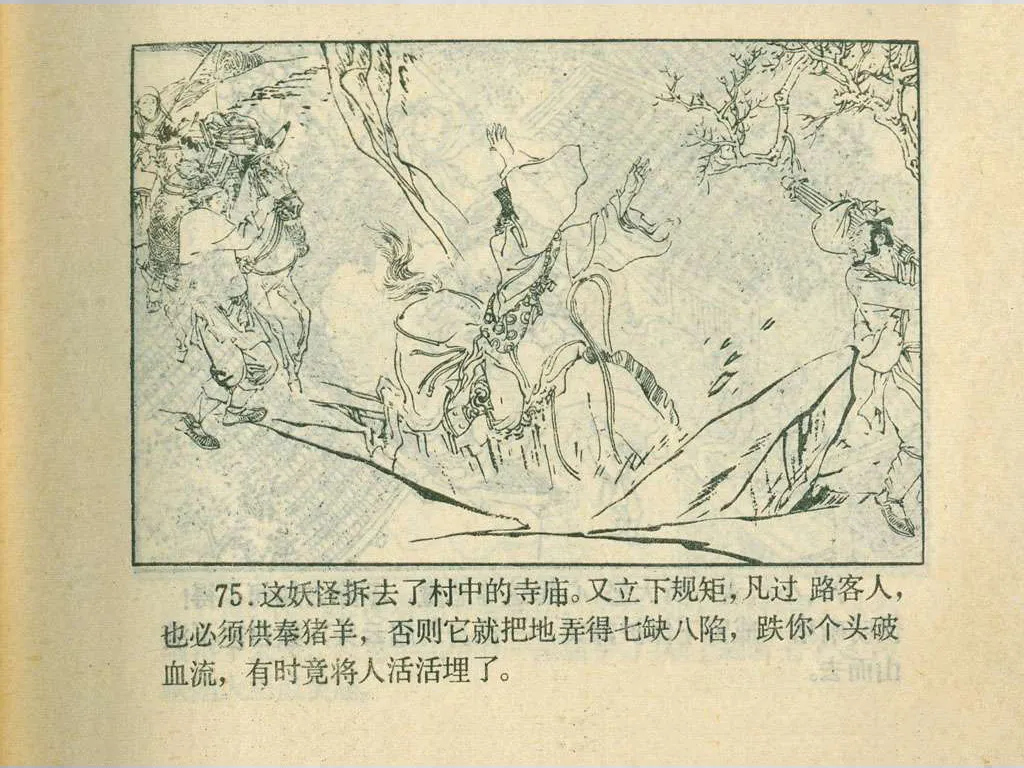 75.这妖怪拆去了村中的寺庙。又立下规矩，凡过 路客人，
也必须供奉猪羊，否则它就把地弄得七缺八陷，跌你个头破
血流，有时竟将人活活埋了。